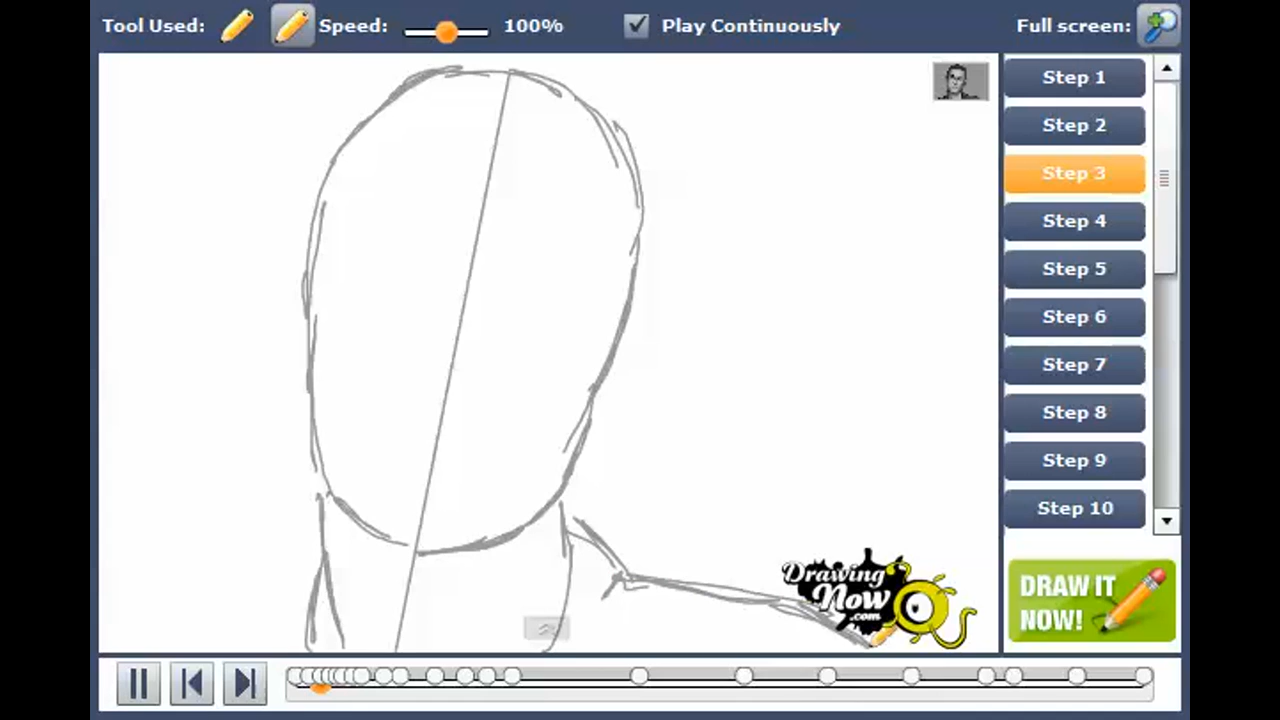 Tool Used:
Speed:
100%
Play Continuously
Full screen:
Step 1
Step 2
Step 3
Step 4
Step 5
Step 6
Step 7
Step 8
Step 9
Step 10
Drawing
Now
.com
DRAW IT
NOW!